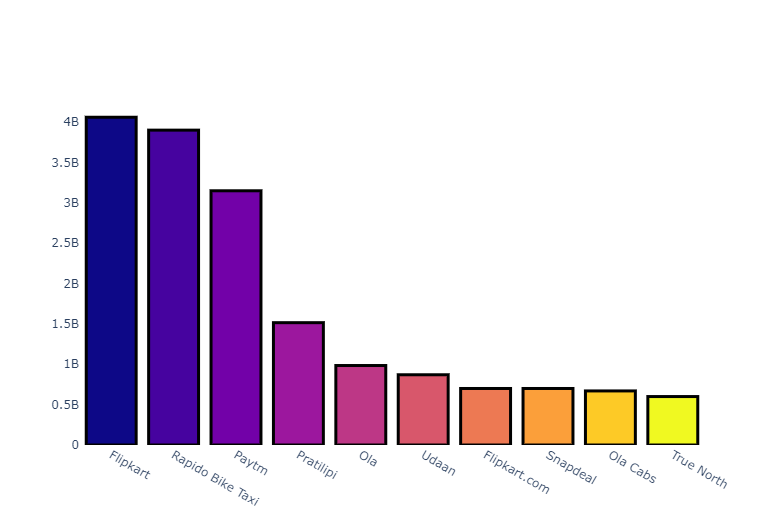 4B
3.5B
3B
2.5B
2B
1.5B
1B
0.5B
0
Flipkart
Rapido Bike Taxi
Paytm
Pratilipi
Ola
Udaan
Flipkart.com
Snapdeal
Ola Cabs
True North